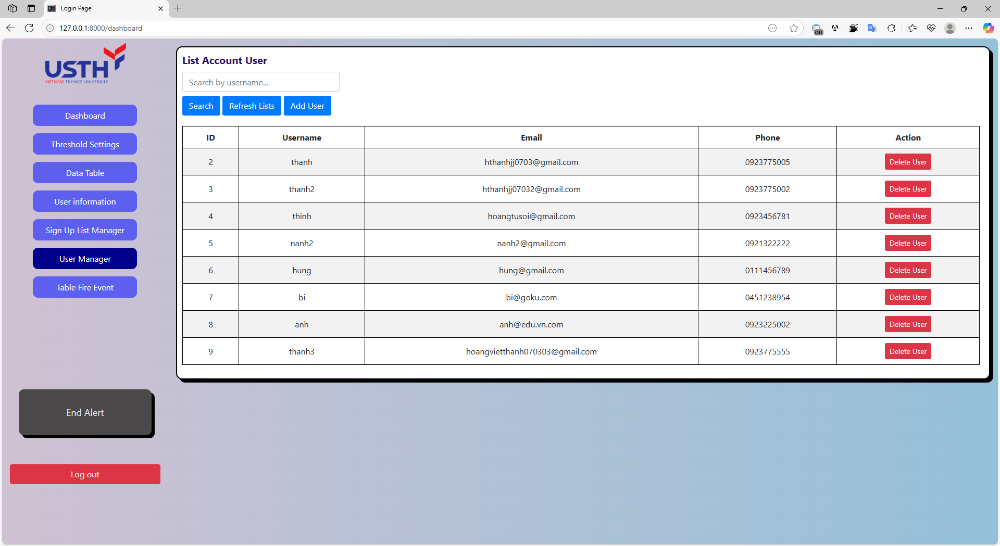 Login Page
127.0.0.1:8000/dashboard
Off
USTH
VIETNAM FRANCE UNIVERSITY
Dashboard
Threshold Settings
Data Table
User information
Sign Up List Manager
User Manager
Table Fire Event
End Alert
Log out
List Account User
Search by username...
Search Refresh Lists Add User
ID Username Email Phone Action
2 thanh hthanhjj0703@gmail.com 0923775005 Delete User
3 thanh2 hthanhjj07032@gmail.com 0923775002 Delete User
4 thinh hoangtusoi@gmail.com 0923456781 Delete User
5 nanh2 nanh2@gmail.com 0921322222 Delete User
6 hung hung@gmail.com 0111456789 Delete User
7 bi bi@goku.com 0451238954 Delete User
8 anh anh@edu.vn.com 0923225002 Delete User
9 thanh3 hoangvietthanh070303@gmail.com 0923775555 Delete User